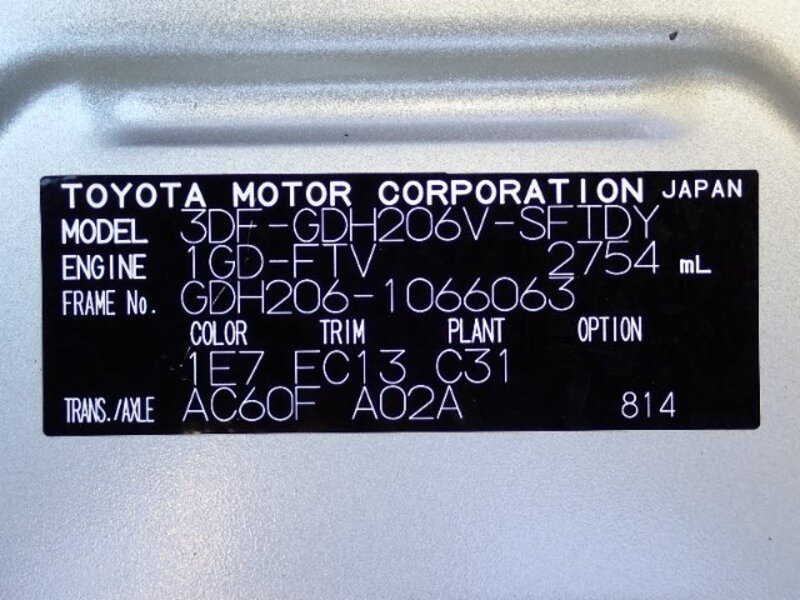 TOYOTA MOTOR CORPORATION JAPAN
MODEL 3DF-GDH206V-SFTDY
ENGINE 1GD-FTV 2754 mL
FRAME No. GDH206-1066063
COLOR TRIM PLANT OPTION
1E7 FC13 C31
TRANS./AXLE AC60F A02A 814